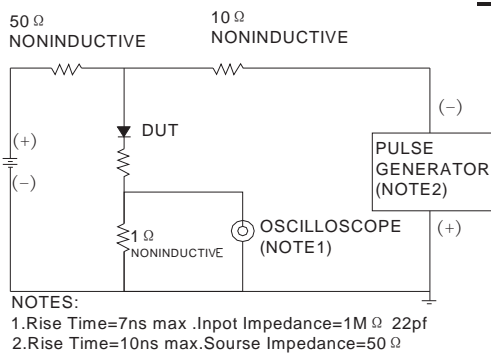 50 Ω
NONINDUCTIVE
10 Ω
NONINDUCTIVE
(+)
(−)
DUT
1 Ω
NONINDUCTIVE
OSCILLOSCOPE
(NOTE1)
(−)
PULSE
GENERATOR
(NOTE2)
(+)
NOTES:
1.Rise Time=7ns max .Inpot Impedance=1M Ω 22pf
2.Rise Time=10ns max.Sourse Impedance=50 Ω